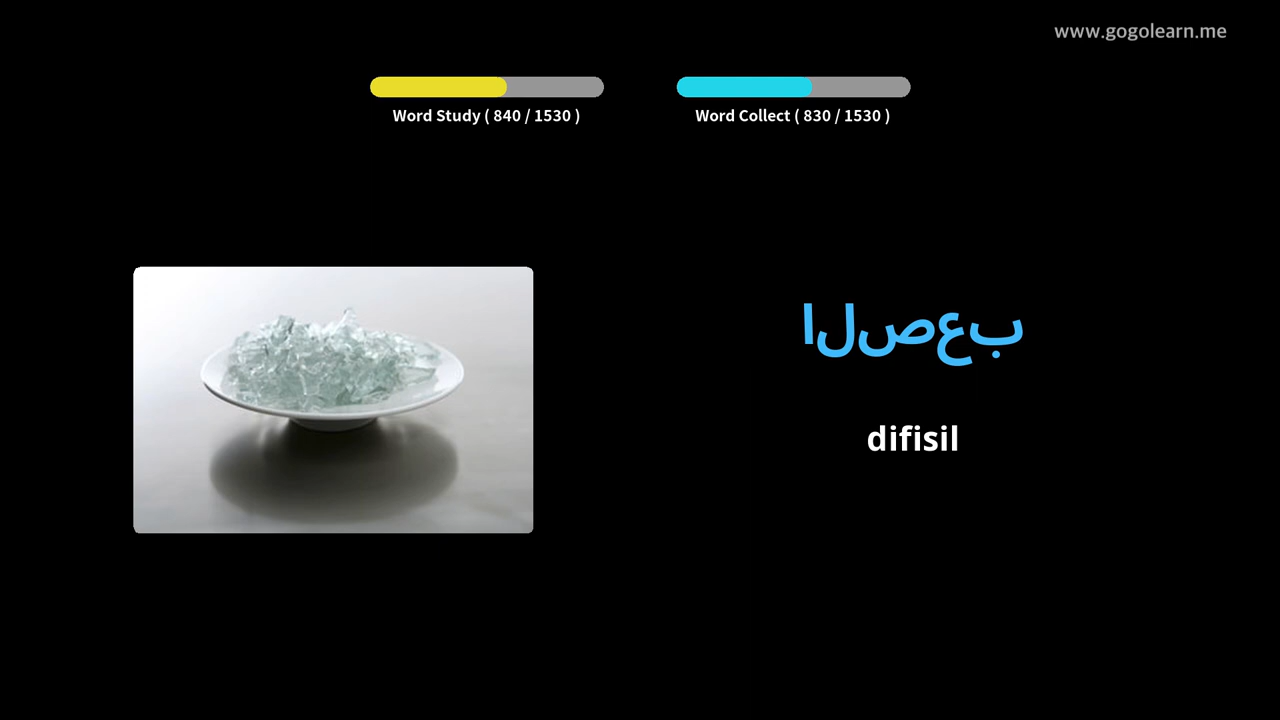 www.gogolearn.me
Word Study ( 840 / 1530 )
Word Collect ( 830 / 1530 )
الصعب
difisil